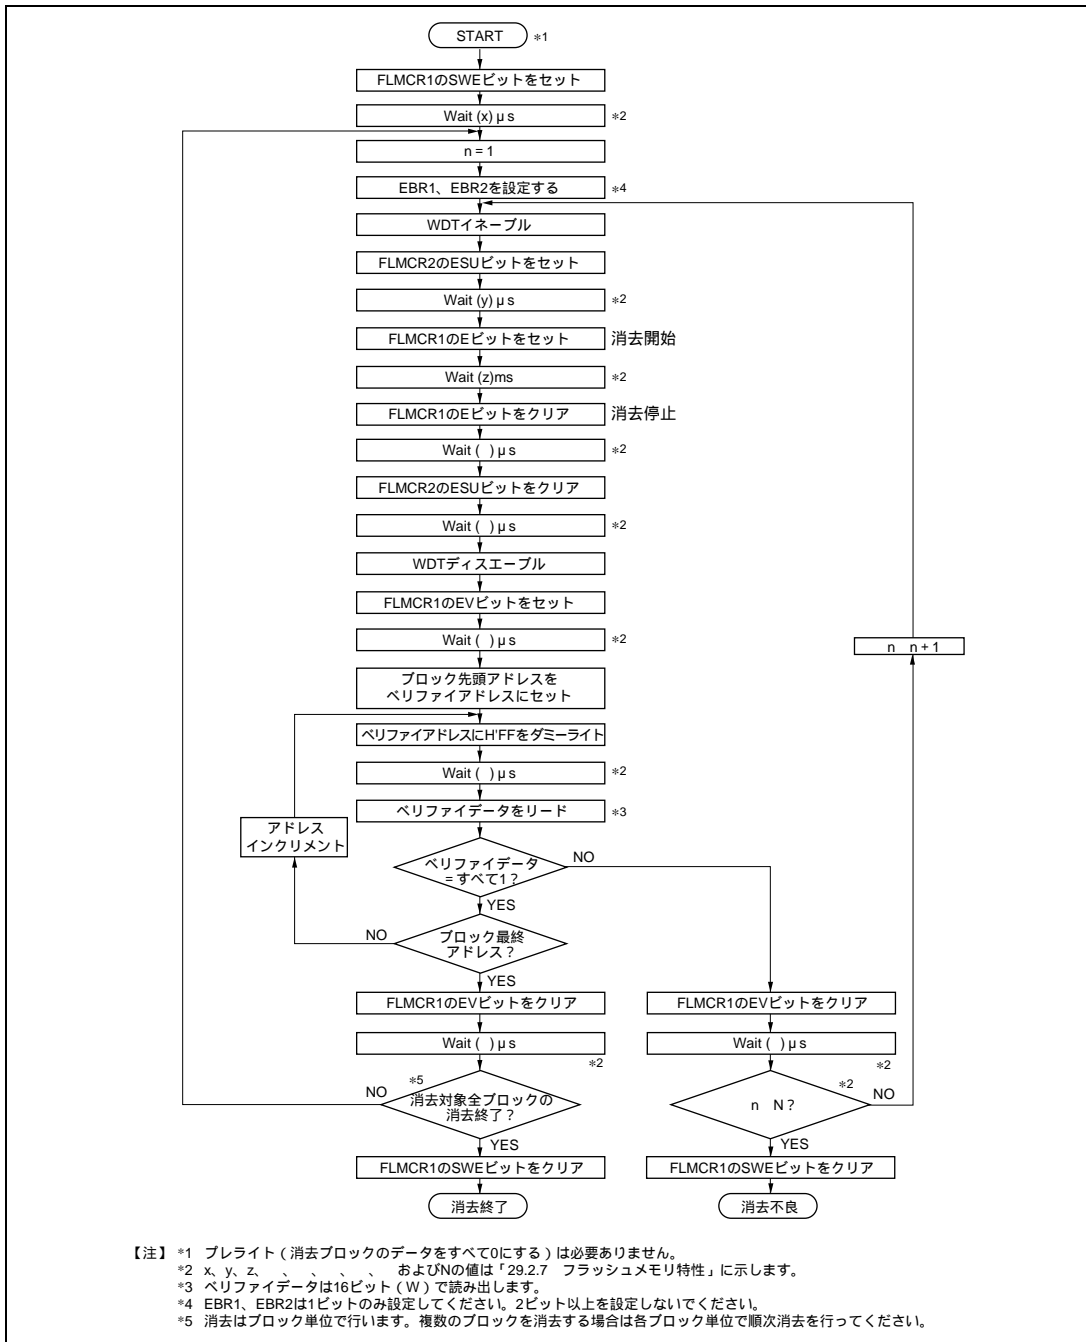 START *1
FLMCR1のSWEビットをセット
Wait (x) μs *2
n = 1
EBR1、EBR2を設定する *4
WDTイネーブル
FLMCR2のESUビットをセット
Wait (y) μs *2
FLMCR1のEビットをセット 消去開始
Wait (z)ms *2
FLMCR1のEビットをクリア 消去停止
Wait ( ) μs *2
FLMCR2のESUビットをクリア
Wait ( ) μs *2
WDTディスエーブル
FLMCR1のEVビットをセット
Wait ( ) μs *2
n n + 1
ブロック先頭アドレスを
ベリファイアドレスにセット
ベリファイアドレスにH'FFをダミーライト
Wait ( ) μs *2
ベリファイデータをリード *3
アドレス
インクリメント
ベリファイデータ
= すべて1?
NO
YES
ブロック最終
アドレス?
NO
YES
FLMCR1のEVビットをクリア
Wait ( ) μs
*2
*5
消去対象全ブロックの
消去終了?
NO
YES
FLMCR1のSWEビットをクリア
消去終了
FLMCR1のEVビットをクリア
Wait ( ) μs
*2
*2
n N?
NO
YES
FLMCR1のSWEビットをクリア
消去不良
【注】 *1 プレライト(消去ブロックのデータをすべて0にする)は必要ありません。
*2 x、y、z、 、 、 、 、 およびNの値は「29.2.7 フラッシュメモリ特性」に示します。
*3 ベリファイデータは16ビット(W)で読み出します。
*4 EBR1、EBR2は1ビットのみ設定してください。2ビット以上を設定しないでください。
*5 消去はブロック単位で行います。複数のブロックを消去する場合は各ブロック単位で順次消去を行ってください。